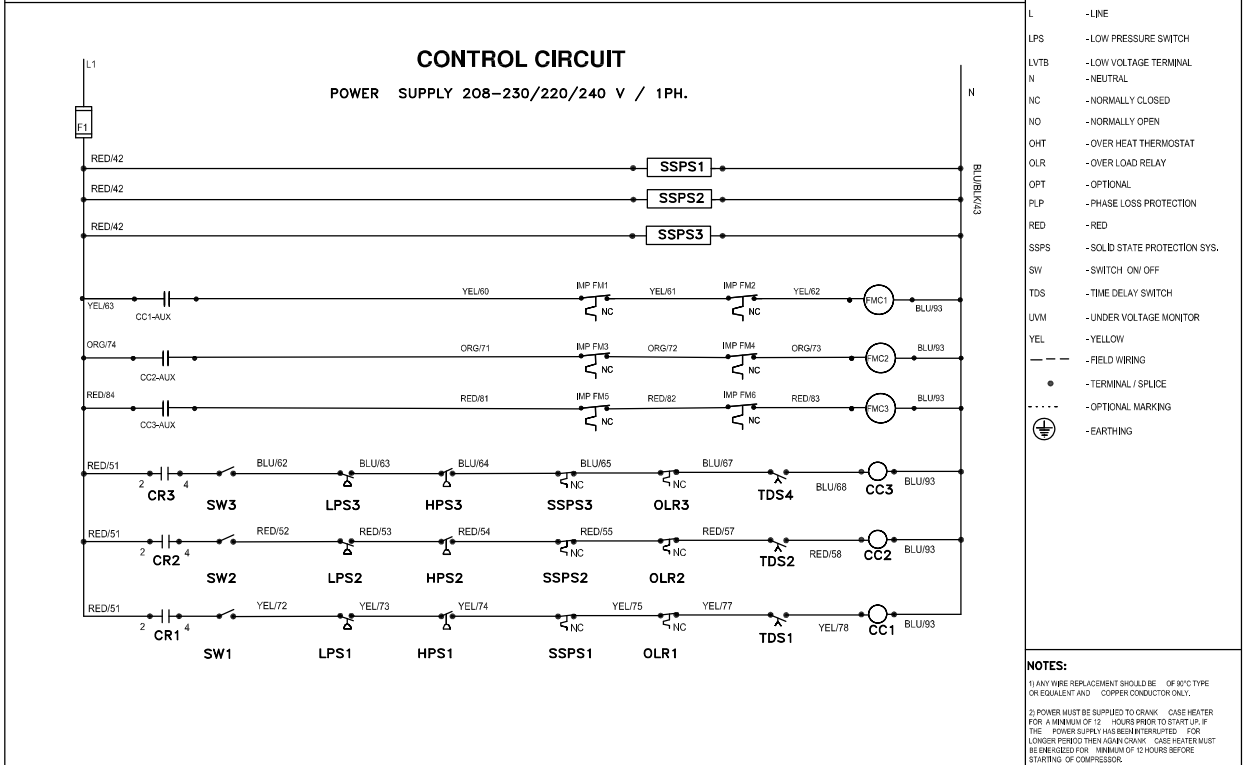 CONTROL CIRCUIT
POWER SUPPLY 208-230/220/240 V / 1PH.
L1
N
F1
BLU/BLK/43
RED/42
SSPS1
RED/42
SSPS2
RED/42
SSPS3
YEL/63
CC1-AUX
YEL/60
IMP FM1
NC
YEL/61
IMP FM2
NC
YEL/62
FMC1
BLU/93
ORG/74
CC2-AUX
ORG/71
IMP FM3
NC
ORG/72
IMP FM4
NC
ORG/73
FMC2
BLU/93
RED/84
CC3-AUX
RED/81
IMP FM5
NC
RED/82
IMP FM6
NC
RED/83
FMC3
BLU/93
RED/51
2
CR3
4
SW3
BLU/62
LPS3
BLU/63
HPS3
BLU/64
SSPS3
NC
BLU/65
OLR3
NC
BLU/67
TDS4
BLU/68
CC3
BLU/93
RED/51
2
CR2
4
SW2
RED/52
LPS2
RED/53
HPS2
RED/54
SSPS2
NC
RED/55
OLR2
NC
RED/57
TDS2
RED/58
CC2
BLU/93
RED/51
2
CR1
4
SW1
YEL/72
LPS1
YEL/73
HPS1
YEL/74
SSPS1
NC
YEL/75
OLR1
NC
YEL/77
TDS1
YEL/78
CC1
BLU/93
L - LINE
LPS - LOW PRESSURE SWITCH
LVTB - LOW VOLTAGE TERMINAL
N - NEUTRAL
NC - NORMALLY CLOSED
NO - NORMALLY OPEN
OHT - OVER HEAT THERMOSTAT
OLR - OVER LOAD RELAY
OPT - OPTIONAL
PLP - PHASE LOSS PROTECTION
RED - RED
SSPS - SOLID STATE PROTECTION SYS.
SW - SWITCH ON/ OFF
TDS - TIME DELAY SWITCH
UVM - UNDER VOLTAGE MONITOR
YEL - YELLOW
- FIELD WIRING
- TERMINAL / SPLICE
- OPTIONAL MARKING
- EARTHING
NOTES:
1) ANY WIRE REPLACEMENT SHOULD BE OF 90°C TYPE
OR EQUALENT AND COPPER CONDUCTOR ONLY.
2) POWER MUST BE SUPPLIED TO CRANK CASE HEATER
FOR A MINIMUM OF 12 HOURS PRIOR TO START UP. IF
THE POWER SUPPLY HAS BEEN INTERRUPTED FOR
LONGER PERIOD THEN AGAIN CRANK CASE HEATER MUST
BE ENERGIZED FOR MINIMUM OF 12 HOURS BEFORE
STARTING OF COMPRESSOR.